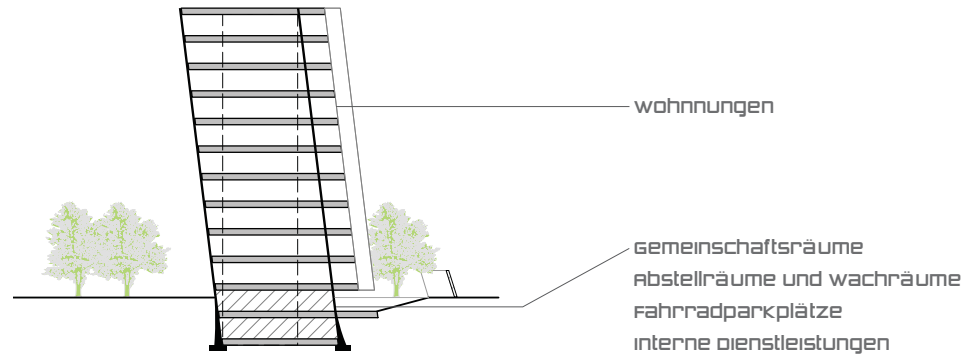 wohnnungen
gemeinschaftsräume
abstellräume und wachräume
fahrradparkplätze
interne dienstleistungen